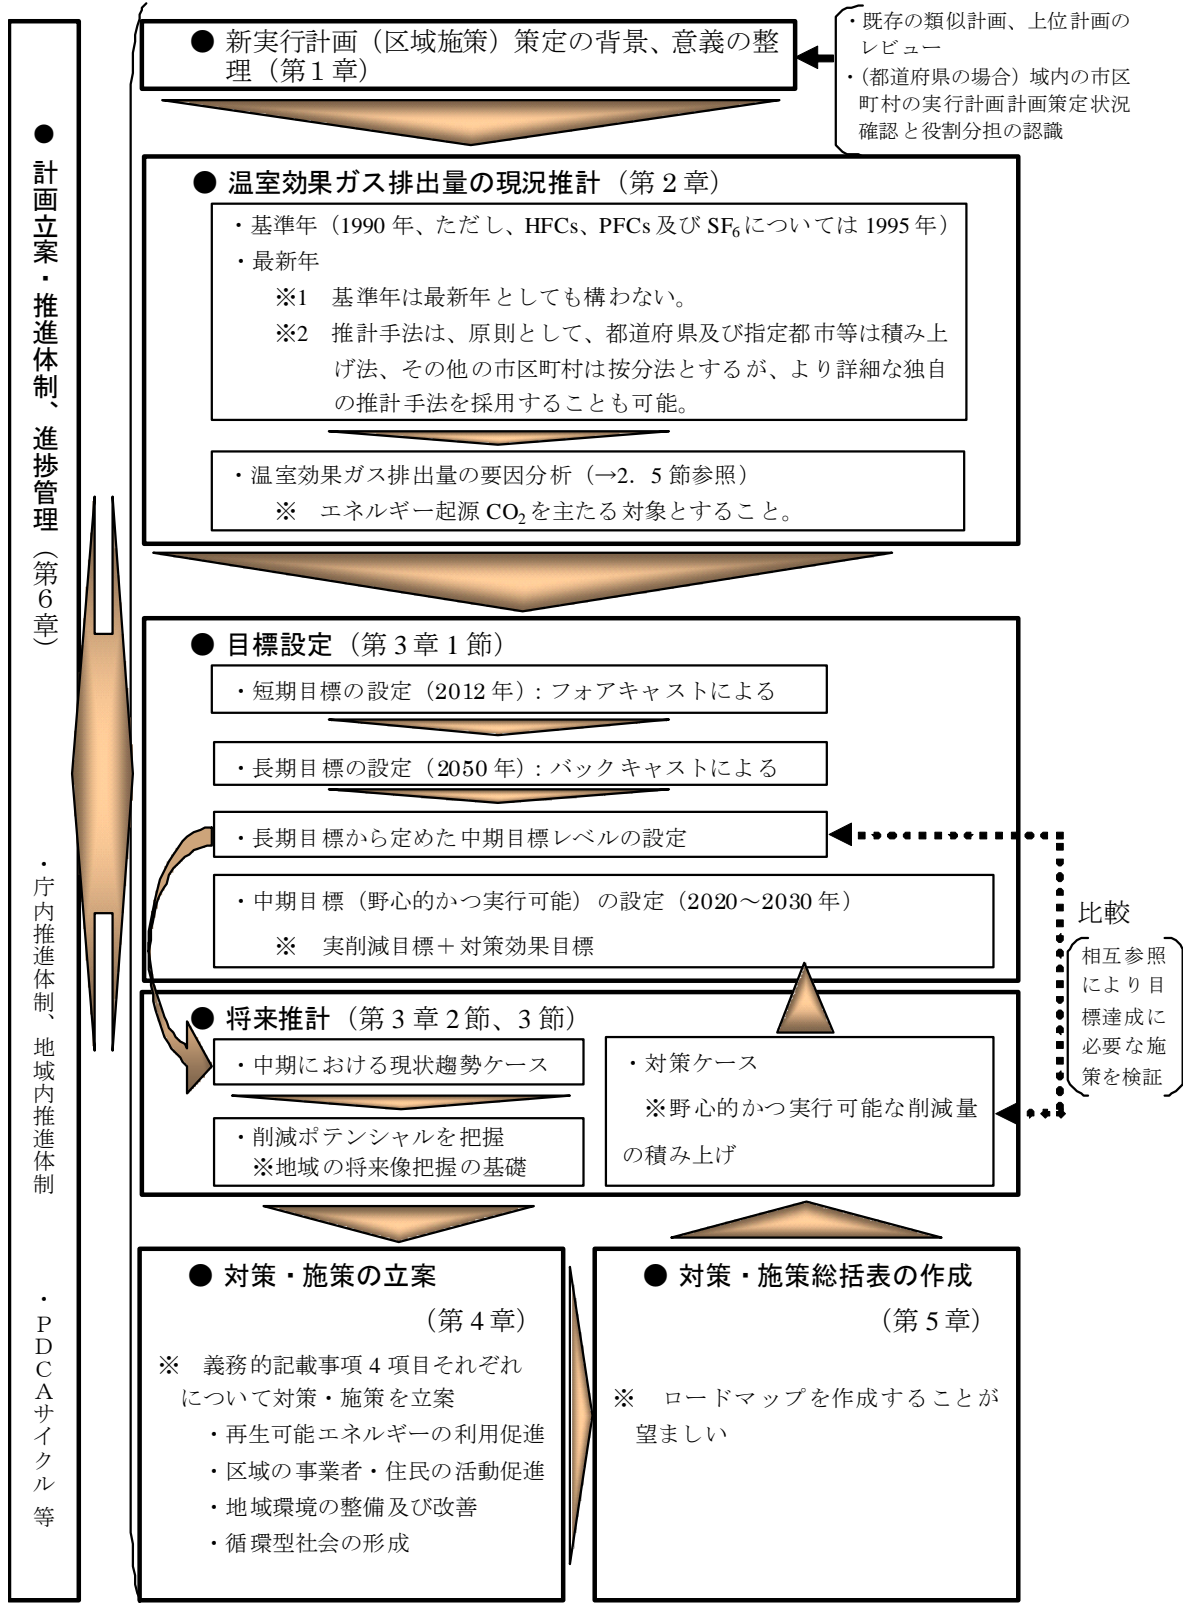 ● 新実行計画（区域施策）策定の背景、意義の整
理（第１章）
・既存の類似計画、上位計画の
レビュー
・（都道府県の場合）域内の市区
町村の実行計画計画策定状況
確認と役割分担の認識
● 計画立案・推進体制、進捗管理（第６章）
・庁内推進体制、地域内推進体制
・ＰＤＣＡサイクル 等
● 温室効果ガス排出量の現況推計（第 2 章）
・基準年（1990 年、ただし、HFCs、PFCs 及び SF₆については 1995 年）
・最新年
※1 基準年は最新年としても構わない。
※2 推計手法は、原則として、都道府県及び指定都市等は積み上
げ法、その他の市区町村は按分法とするが、より詳細な独自
の推計手法を採用することも可能。
・温室効果ガス排出量の要因分析（→2．5 節参照）
※ エネルギー起源 CO₂を主たる対象とすること。
● 目標設定（第 3 章 1 節）
・短期目標の設定（2012 年）：フォアキャストによる
・長期目標の設定（2050 年）：バックキャストによる
・長期目標から定めた中期目標レベルの設定
・中期目標（野心的かつ実行可能）の設定（2020～2030 年）
※ 実削減目標＋対策効果目標
比較
相互参照
により目
標達成に
必要な施
策を検証
● 将来推計（第 3 章 2 節、3 節）
・中期における現状趨勢ケース
・削減ポテンシャルを把握
※地域の将来像把握の基礎
・対策ケース
※野心的かつ実行可能な削減量
の積み上げ
● 対策・施策の立案
（第 4 章）
※ 義務的記載事項 4 項目それぞれ
について対策・施策を立案
・再生可能エネルギーの利用促進
・区域の事業者・住民の活動促進
・地域環境の整備及び改善
・循環型社会の形成
● 対策・施策総括表の作成
（第 5 章）
※ ロードマップを作成することが
望ましい